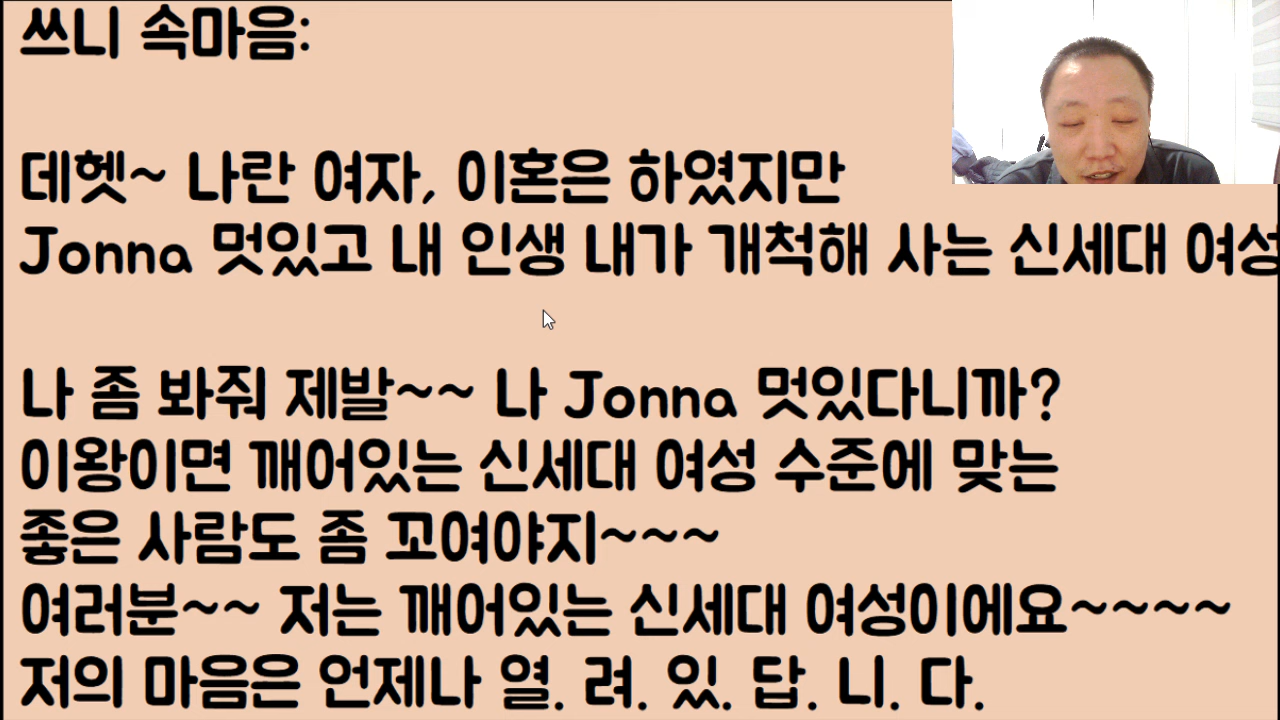 쓰니 속마음:
데헷~ 나란 여자, 이혼은 하였지만
Jonna 멋있고 내 인생 내가 개척해 사는 신세대 여성
나 좀 봐줘 제발~~ 나 Jonna 멋있다니까?
이왕이면 깨어있는 신세대 여성 수준에 맞는
좋은 사람도 좀 꼬여야지~~~
여러분~~ 저는 깨어있는 신세대 여성이에요~~~~
저의 마음은 언제나 열. 려. 있. 답. 니. 다.